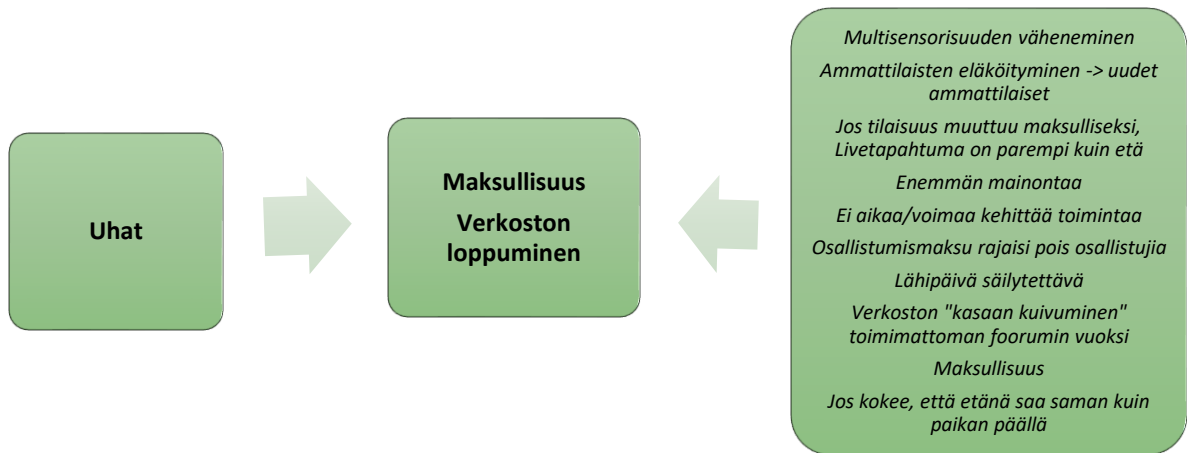 Uhat
Maksullisuus
Verkoston
loppuminen
Multisensorisuuden väheneminen
Ammattilaisten eläköityminen -> uudet
ammattilaiset
Jos tilaisuus muuttuu maksulliseksi,
Livetapahtuma on parempi kuin etä
Enemmän mainontaa
Ei aikaa/voimaa kehittää toimintaa
Osallistumismaksu rajaisi pois osallistujia
Lähipäivä säilytettävä
Verkoston "kasaan kuivuminen"
toimimattoman foorumin vuoksi
Maksullisuus
Jos kokee, että etänä saa saman kuin
paikan päällä